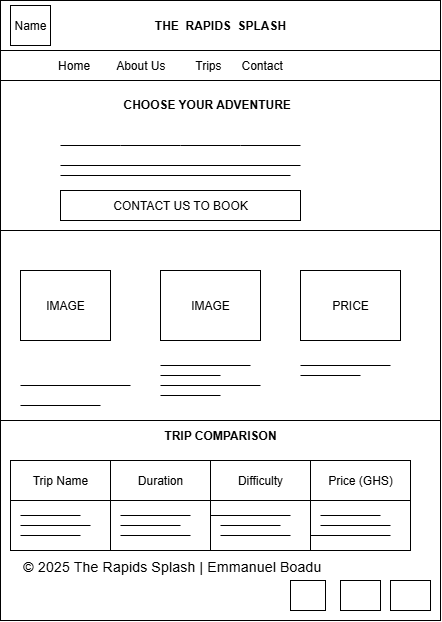 Name
THE RAPIDS SPLASH
Home About Us Trips Contact
CHOOSE YOUR ADVENTURE
CONTACT US TO BOOK
IMAGE IMAGE PRICE
TRIP COMPARISON
Trip Name Duration Difficulty Price (GHS)
© 2025 The Rapids Splash | Emmanuel Boadu